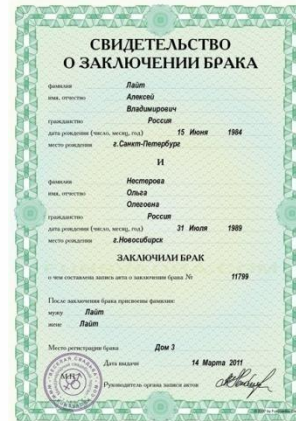 СВИДЕТЕЛЬСТВО
О ЗАКЛЮЧЕНИИ БРАКА
фамилия Лайт
имя, отчество Алексей
Владимирович
гражданство Россия
дата рождения (число, месяц, год) 15 Июня 1984
место рождения г.Санкт-Петербург
И
фамилия Нестерова
имя, отчество Ольга
Олеговна
гражданство Россия
дата рождения (число, месяц, год) 31 Июля 1989
место рождения г.Новосибирск
ЗАКЛЮЧИЛИ БРАК
о чем составлена запись акта о заключении брака № 11799
После заключения брака присвоены фамилии:
мужу Лайт
жене Лайт
Место регистрации брака Дом 3
Дата выдачи 14 Марта 2011
Руководитель органа записи актов